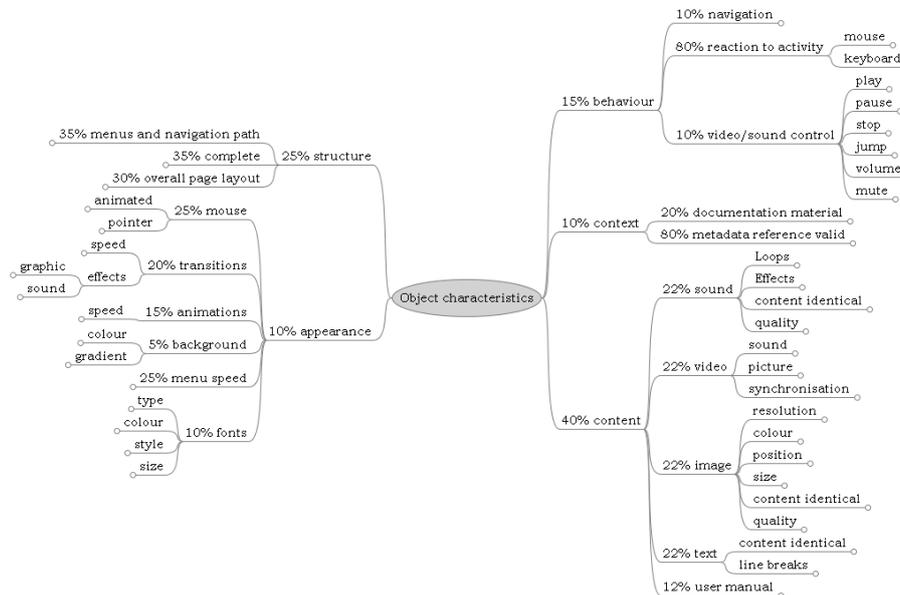 Object characteristics
25% structure
35% menus and navigation path
35% complete
30% overall page layout
10% appearance
25% mouse
animated
pointer
20% transitions
speed
effects
graphic
sound
15% animations
speed
5% background
colour
gradient
25% menu speed
10% fonts
type
colour
style
size
15% behaviour
10% navigation
80% reaction to activity
mouse
keyboard
10% video/sound control
play
pause
stop
jump
volume
mute
10% context
20% documentation material
80% metadata reference valid
40% content
22% sound
Loops
Effects
content identical
quality
22% video
sound
picture
synchronisation
22% image
resolution
colour
position
size
content identical
quality
22% text
content identical
line breaks
12% user manual